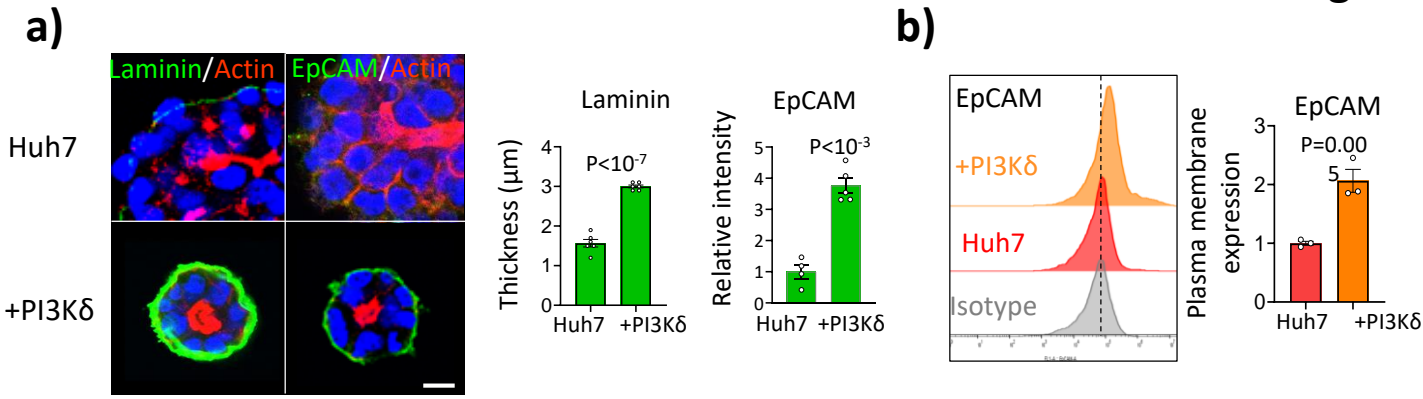 a)
Laminin/Actin
EpCAM/Actin
Huh7
+PI3Kδ
Laminin
P<10⁻⁷
Thickness (µm)
4
3
2
1
0
Huh7
+PI3Kδ
EpCAM
P<10⁻³
Relative intensity
5
4
3
2
1
0
Huh7
+PI3Kδ
b)
EpCAM
+PI3Kδ
Huh7
Isotype
EpCAM
P=0.00
5
Plasma membrane
expression
3
2
1
0
Huh7
+PI3Kδ